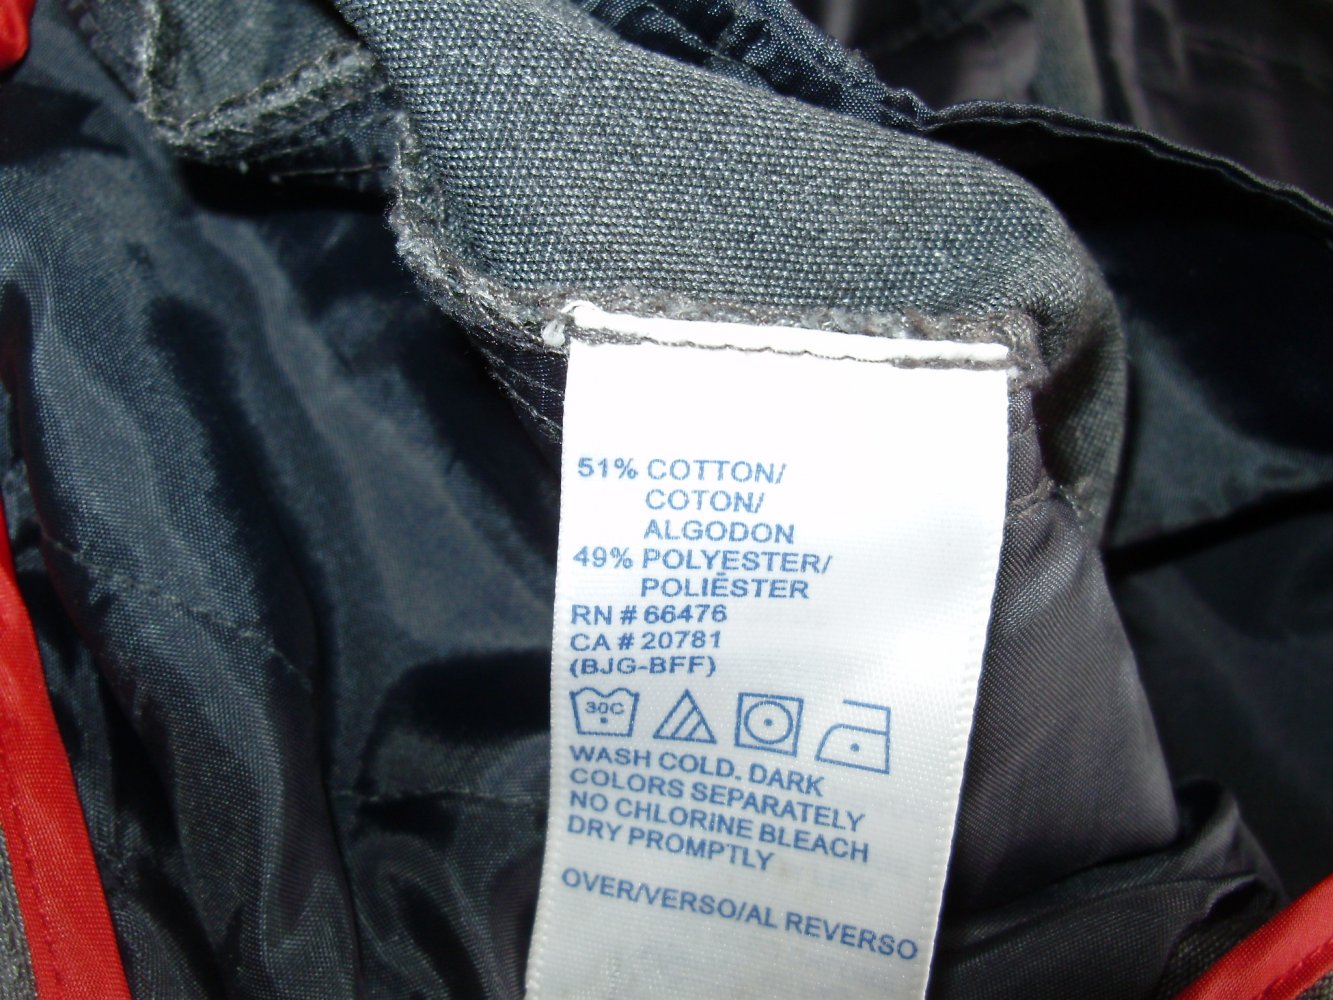 51% COTTON/
COTON/
ALGODON
49% POLYESTER/
POLIÉSTER
RN # 66476
CA # 20781
(BJG-BFF)
30C
WASH COLD. DARK
COLORS SEPARATELY
NO CHLORINE BLEACH
DRY PROMPTLY
OVER/VERSO/AL REVERSO